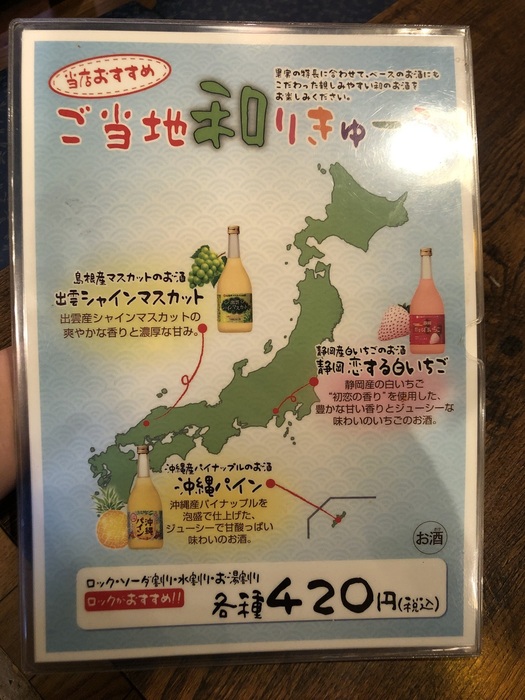 当店おすすめ
果実の特長に合わせて、ベースのお酒にも
こだわった親しみやすい和のお酒を
お楽しみください。
ご当地和りきゅー
島根産マスカットのお酒
出雲シャインマスカット
出雲産シャインマスカットの
爽やかな香りと濃厚な甘み。
静岡産白いちごのお酒
静岡 恋する白いちご
静岡産の白いちご
“初恋の香り”を使用した、
豊かな甘い香りとジューシーな
味わいのいちごのお酒。
沖縄産パイナップルのお酒
沖縄パイン
沖縄産パイナップルを
泡盛で仕上げた、
ジューシーで甘酸っぱい
味わいのお酒。
沖縄
パイン
お酒
ロック・ソーダ割り・水割り・お湯割り
ロックがおすすめ!!
各種420円(税込)